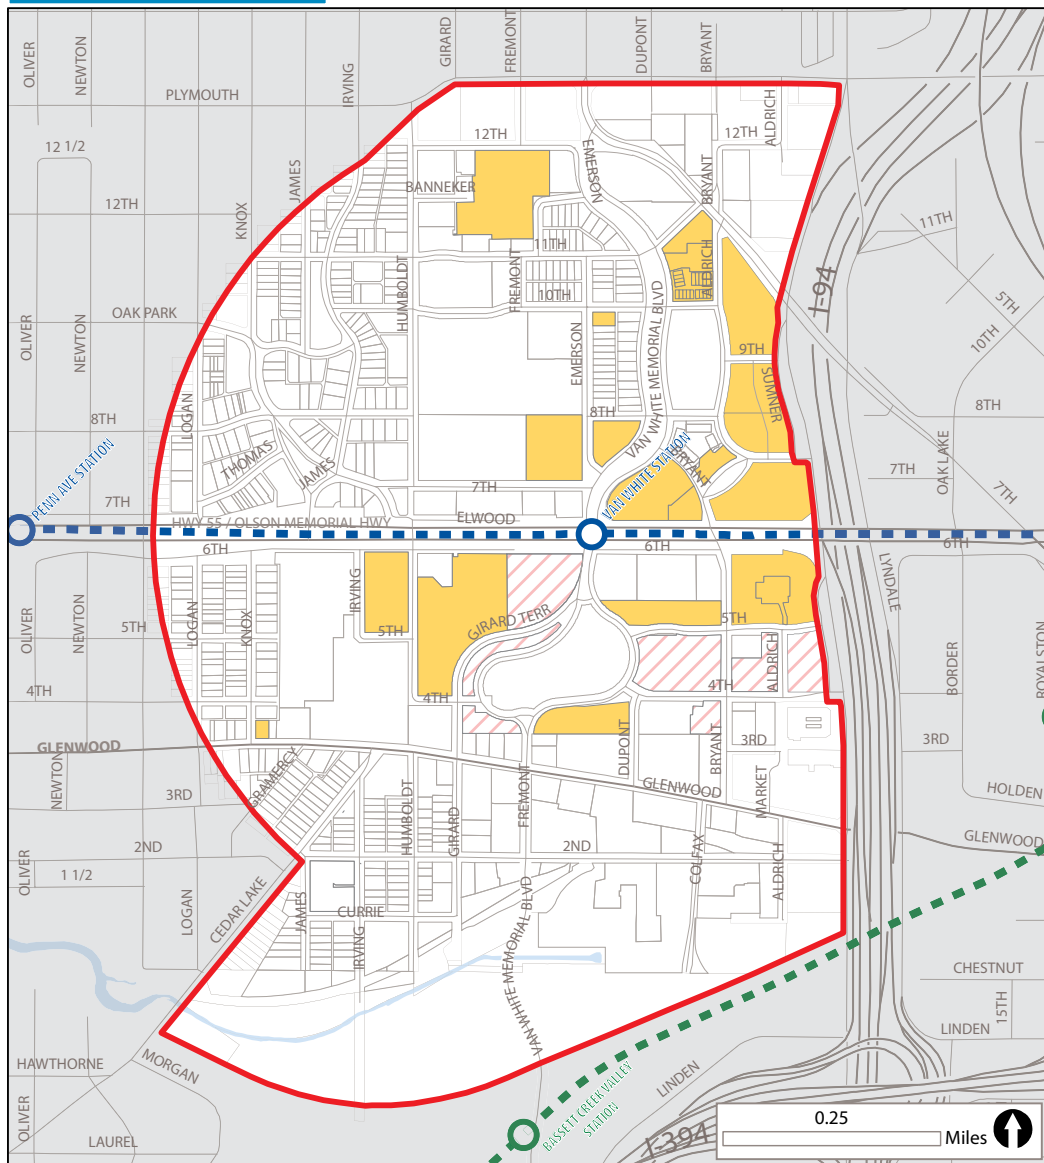 GIRARD
FREMONT
DUPONT
BRYANT
OLIVER
NEWTON
IRVING
PLYMOUTH
ALDRICH
12TH
12TH
12 1/2
EMERSON
JAMES
BANNEKER
BRYANT
12TH
KNOX
11TH
11TH
HUMBOLDT
FREMONT
ALDRICH
10TH
I-94
5TH
OAK PARK
VAN WHITE MEMORIAL BLVD
10TH
OLIVER
NEWTON
EMERSON
9TH
SUMNER
LOGAN
8TH
8TH
8TH
THOMAS
JAMES
BRYANT
OAK LAKE
7TH
PENN AVE STATION
VAN WHITE STATION
7TH
7TH
7TH
HWY 55 / OLSON MEMORIAL HWY
ELWOOD
6TH
6TH
6TH
IRVING
LYNDALE
OLIVER
NEWTON
LOGAN
KNOX
5TH
5TH
GIRARD TERR
5TH
ALDRICH
BORDER
ROYALSTON
4TH
4TH
4TH
GLENWOOD
3RD
3RD
DUPONT
BRYANT
NEWTON
GRAMERCY
GLENWOOD
MARKET
3RD
HOLDEN
HUMBOLDT
GIRARD
FREMONT
GLENWOOD
2ND
2ND
OLIVER
1 1/2
COLFAX
ALDRICH
LOGAN
CEDAR LAKE
JAMES
CURRIE
IRVING
VAN WHITE MEMORIAL BLVD
CHESTNUT
15TH
LINDEN
HAWTHORNE
MORGAN
LINDEN
OLIVER
BASSETT CREEK VALLEY
STATION
0.25
Miles
LAUREL
I-394